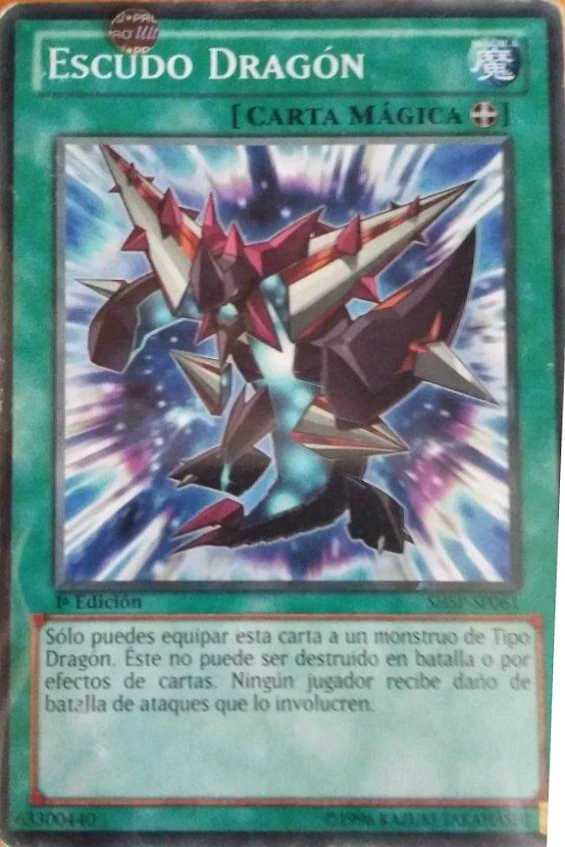 ESCUDO DRAGÓN
魔
[CARTA MÁGICA ]
1ª Edición
SHSP-SP061
Sólo puedes equipar esta carta a un monstruo de Tipo
Dragón. Éste no puede ser destruido en batalla o por
efectos de cartas. Ningún jugador recibe daño de
batalla de ataques que lo involucren.
63300440
©1996 KAZUKI TAKAHASHI